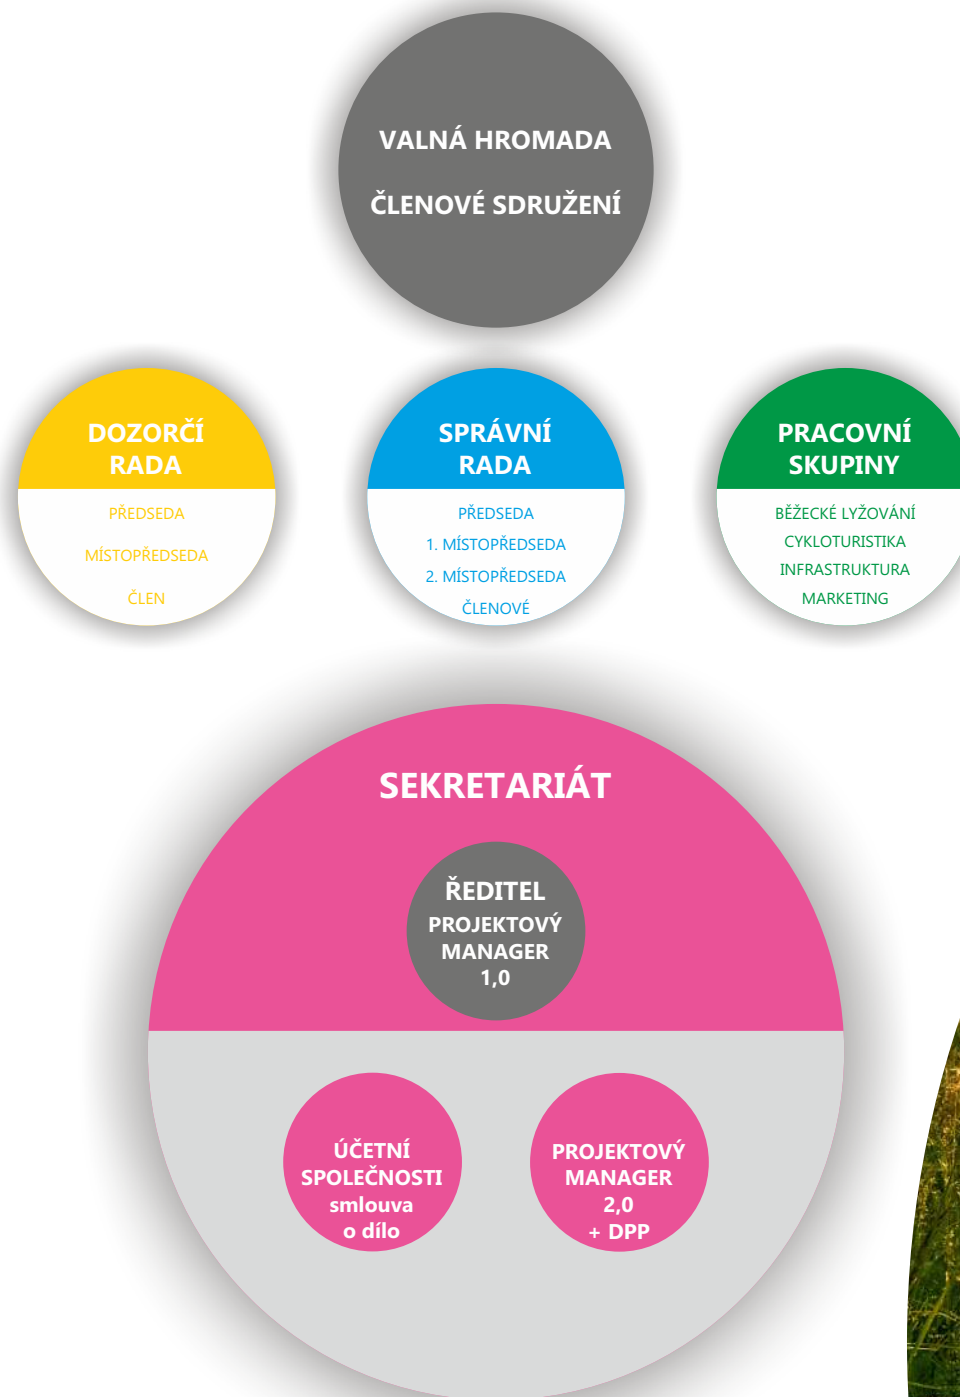 VALNÁ HROMADA
ČLENOVÉ SDRUŽENÍ
DOZORČÍ
RADA
PŘEDSEDA
MÍSTOPŘEDSEDA
ČLEN
SPRÁVNÍ
RADA
PŘEDSEDA
1. MÍSTOPŘEDSEDA
2. MÍSTOPŘEDSEDA
ČLENOVÉ
PRACOVNÍ
SKUPINY
BĚŽECKÉ LYŽOVÁNÍ
CYKLOTURISTIKA
INFRASTRUKTURA
MARKETING
SEKRETARIÁT
ŘEDITEL
PROJEKTOVÝ
MANAGER
1,0
ÚČETNÍ
SPOLEČNOSTI
smlouva
o dílo
PROJEKTOVÝ
MANAGER
2,0
+ DPP